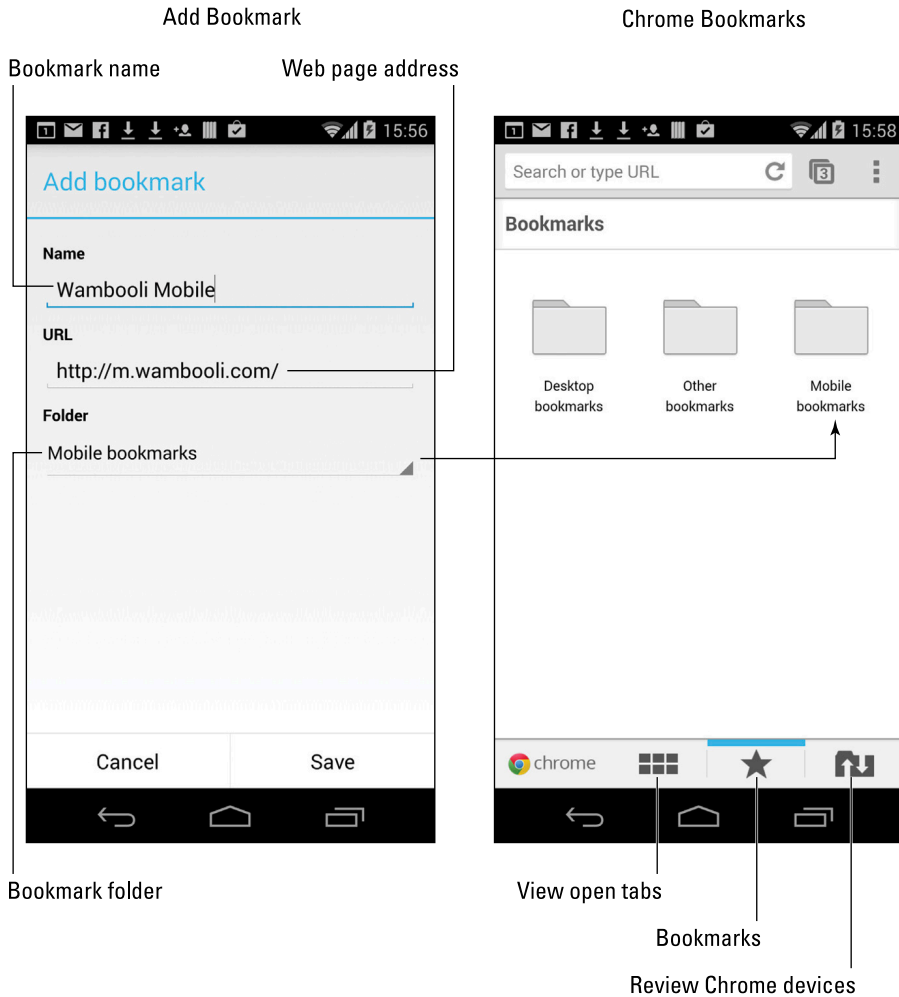 Add Bookmark
Chrome Bookmarks
Bookmark name
Web page address
1
15:56
Add bookmark
Name
Wambooli Mobile
URL
http://m.wambooli.com/
Folder
Mobile bookmarks
Cancel
Save
Bookmark folder
1
15:58
Search or type URL
3
Bookmarks
Desktop
bookmarks
Other
bookmarks
Mobile
bookmarks
chrome
View open tabs
Bookmarks
Review Chrome devices